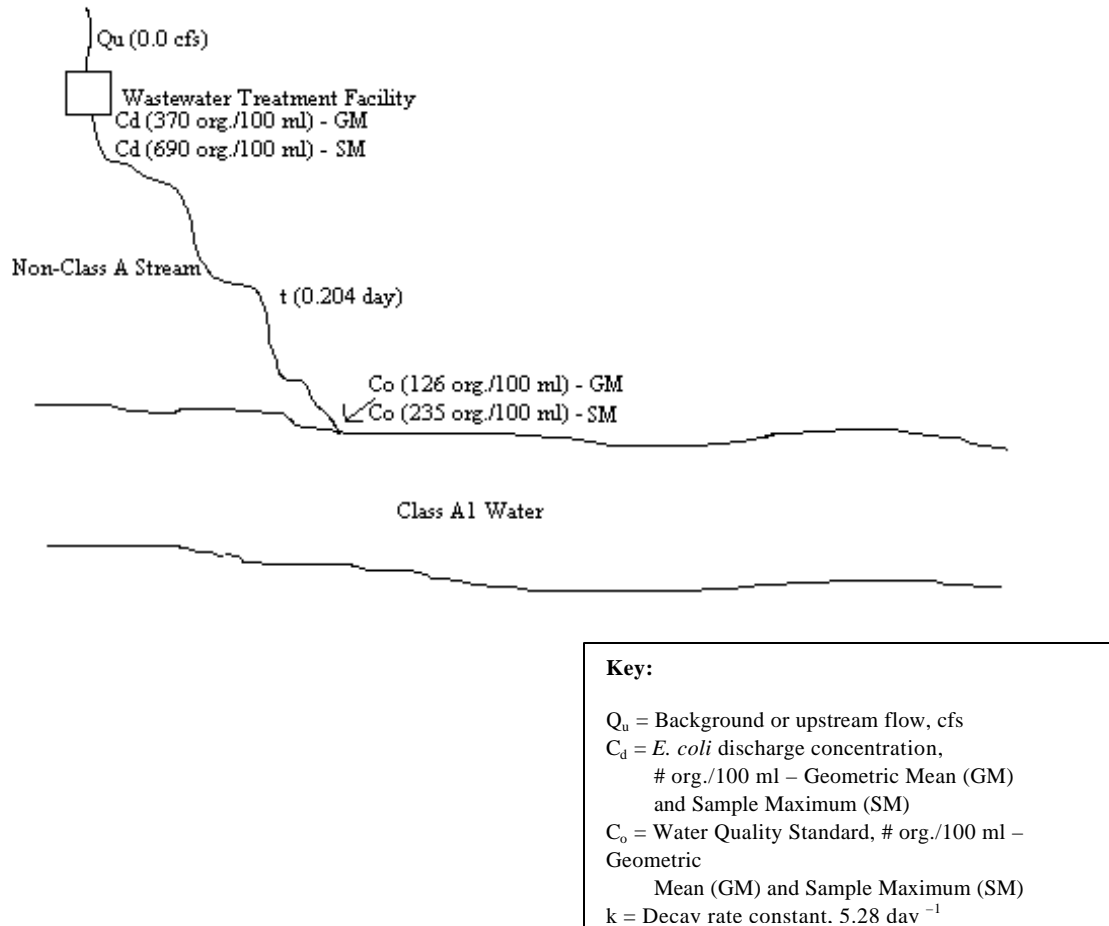 Qu (0.0 cfs)
Wastewater Treatment Facility
Cd (370 org./100 ml) - GM
Cd (690 org./100 ml) - SM
Non-Class A Stream
t (0.204 day)
Co (126 org./100 ml) - GM
Co (235 org./100 ml) - SM
Class A1 Water
Key:
Qu = Background or upstream flow, cfs
Cd = E. coli discharge concentration,
# org./100 ml – Geometric Mean (GM)
and Sample Maximum (SM)
Co = Water Quality Standard, # org./100 ml –
Geometric
Mean (GM) and Sample Maximum (SM)
k = Decay rate constant, 5.28 day –1